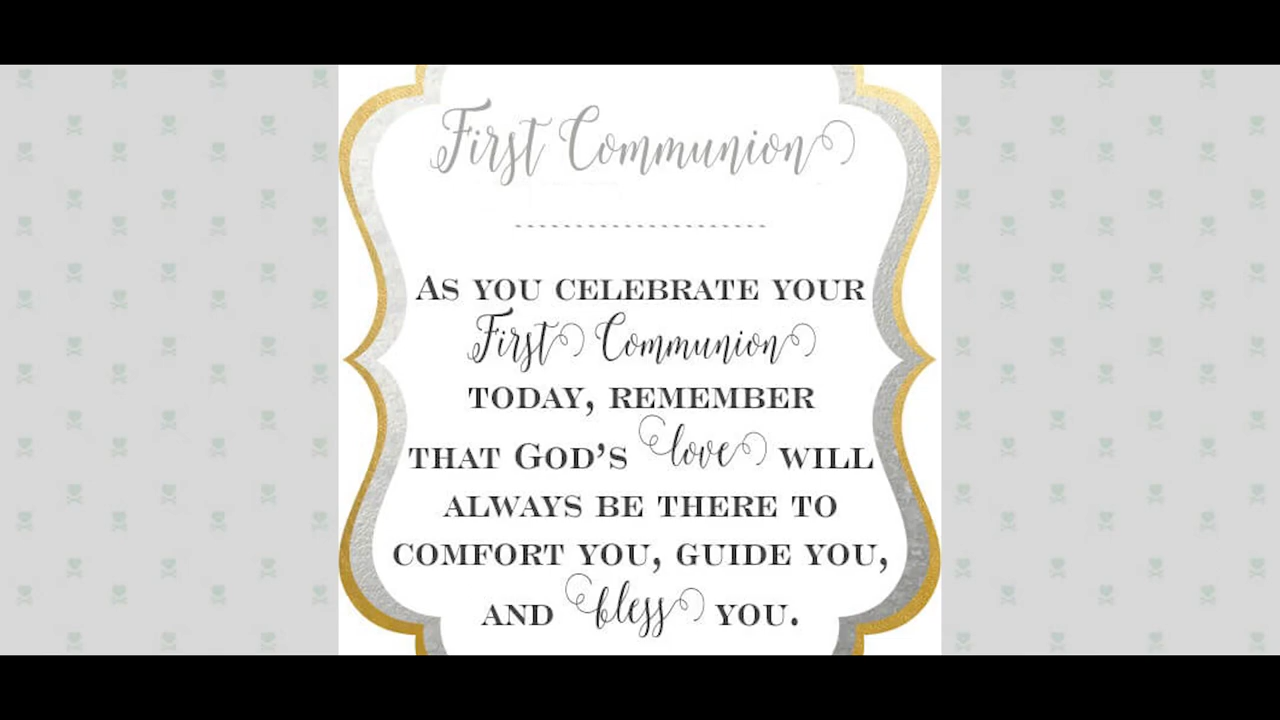 First Communion
As you celebrate your
First Communion
today, remember
that God's love will
always be there to
comfort you, guide you,
and bless you.